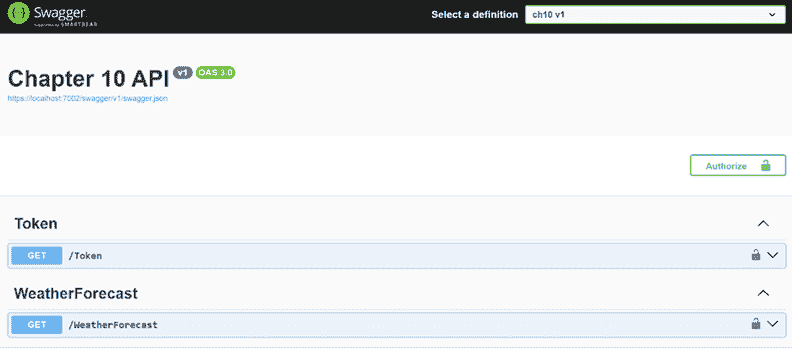 Swagger
Supported by SMARTBEAR
Select a definition
ch10 v1
Chapter 10 API v1 OAS 3.0
https://localhost:7002/swagger/v1/swagger.json
Authorize
Token
GET /Token
WeatherForecast
GET /WeatherForecast